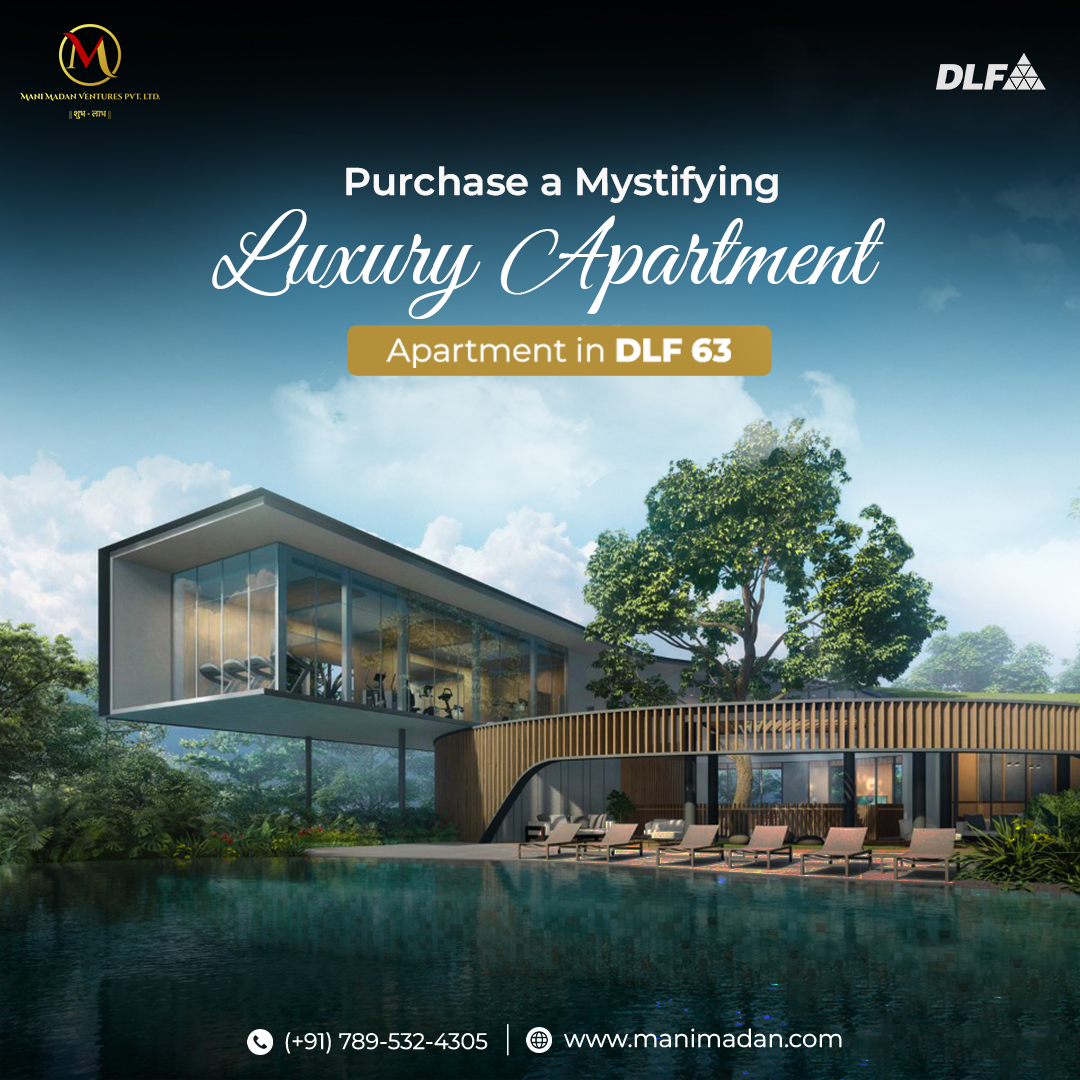 MANI MADAN VENTURES PVT. LTD.
|| शुभ - लाभ ||
DLF
Purchase a Mystifying
Luxury Apartment
Apartment in DLF 63
(+91) 789-532-4305 | www.manimadan.com